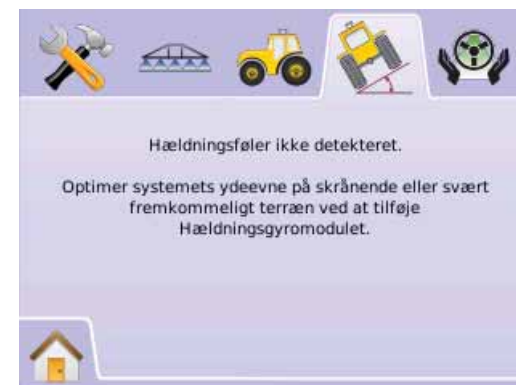 Hældningsføler ikke detekteret.
Optimer systemets ydeevne på skrånende eller svært
fremkommeligt terræn ved at tilføje
Hældningsgyromodulet.